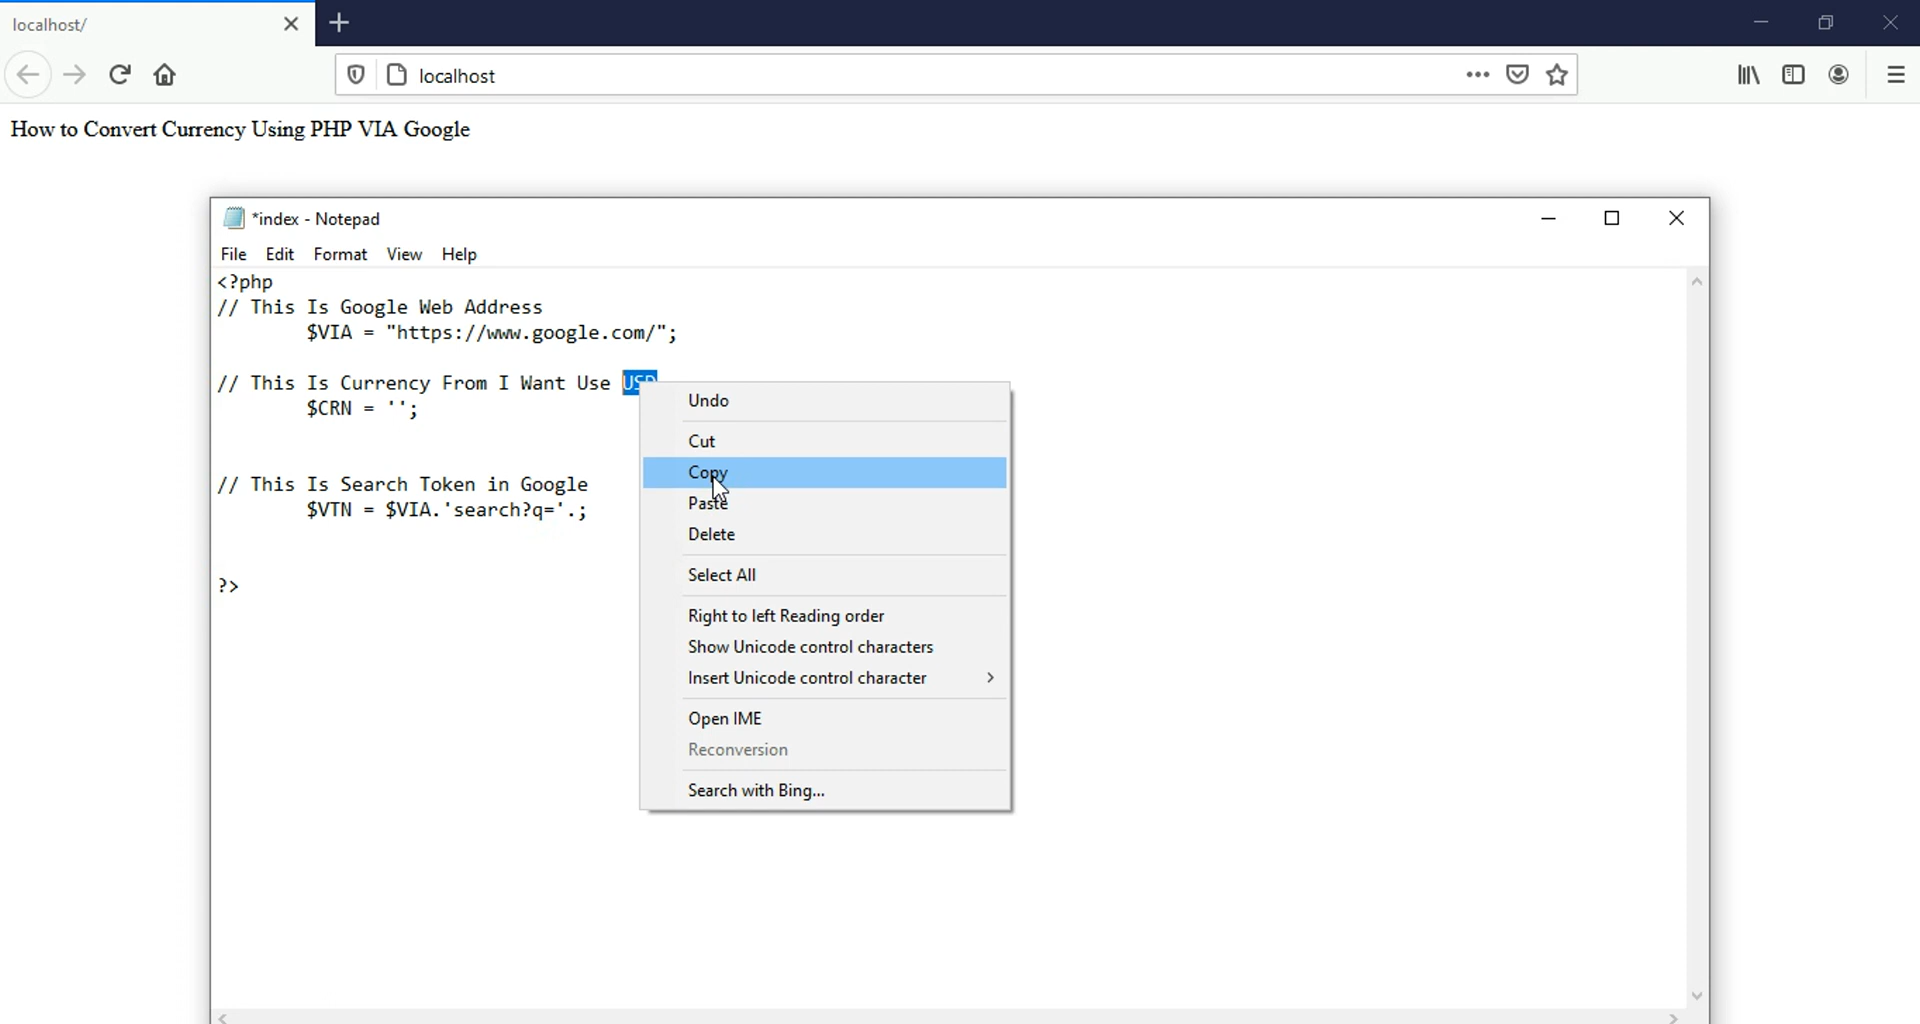 localhost/
localhost
How to Convert Currency Using PHP VIA Google
*index - Notepad
File Edit Format View Help
<?php
// This Is Google Web Address
$VIA = "https://www.google.com/";
// This Is Currency From I Want Use USD
$CRN = '';
// This Is Search Token in Google
$VTN = $VIA.'search?q='.;
?>
Undo
Cut
Copy
Paste
Delete
Select All
Right to left Reading order
Show Unicode control characters
Insert Unicode control character
Open IME
Reconversion
Search with Bing...